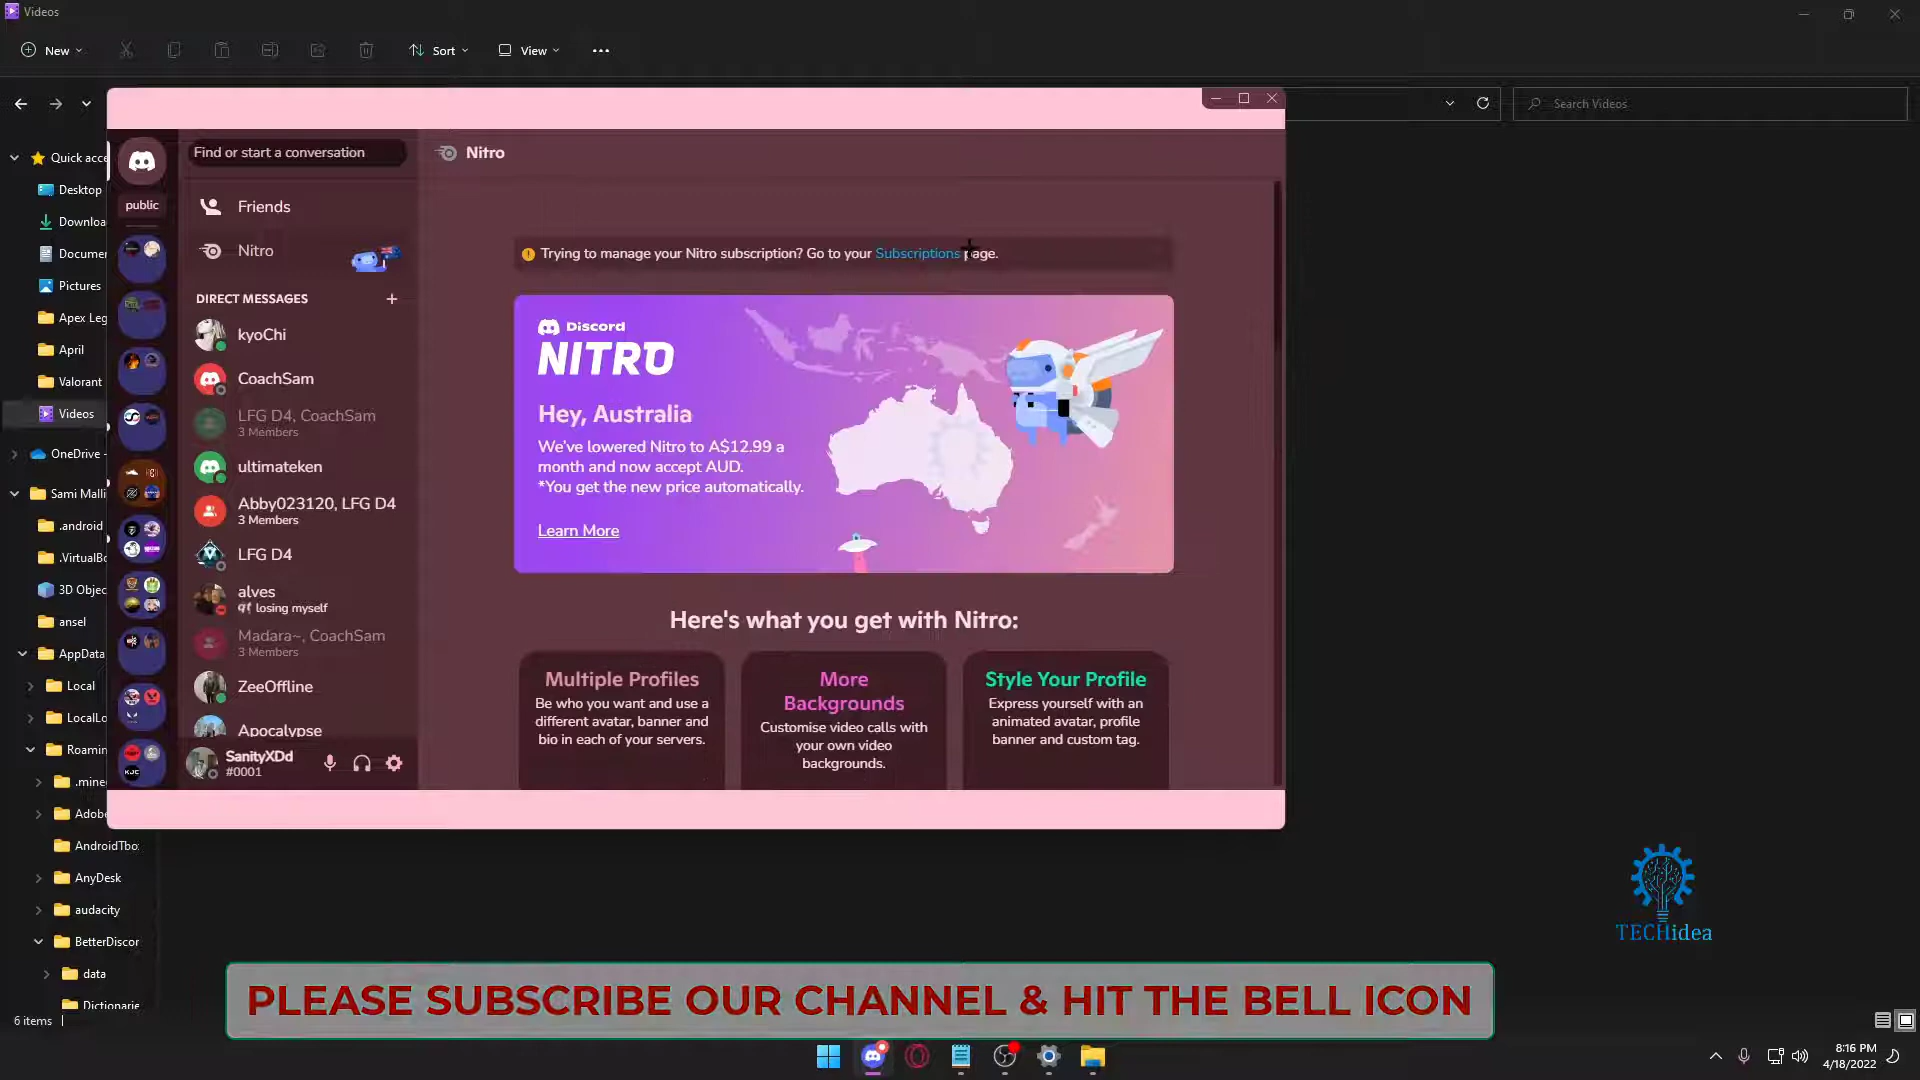 Videos
New
Sort
View
Search Videos
Quick acce
Desktop
Downloa
Documen
Pictures
Apex Leg
April
Valorant
Videos
OneDrive -
Sami Malli
.android
.VirtualBo
3D Objec
ansel
AppData
Local
LocalLo
Roamin
.mine
Adobe
AndroidTbo:
AnyDesk
audacity
BetterDiscor
data
Dictionarie
6 items
public
Find or start a conversation
Friends
Nitro
DIRECT MESSAGES
kyoChi
CoachSam
LFG D4, CoachSam
3 Members
ultimateken
Abby023120, LFG D4
3 Members
LFG D4
alves
losing myself
Madara~, CoachSam
3 Members
ZeeOffline
Apocalypse
SanityXDd
#0001
Nitro
Trying to manage your Nitro subscription? Go to your Subscriptions page.
Discord
NITRO
Hey, Australia
We've lowered Nitro to A$12.99 a
month and now accept AUD.
*You get the new price automatically.
Learn More
Here's what you get with Nitro:
Multiple Profiles
Be who you want and use a
different avatar, banner and
bio in each of your servers.
More
Backgrounds
Customise video calls with
your own video
backgrounds.
Style Your Profile
Express yourself with an
animated avatar, profile
banner and custom tag.
TECHidea
PLEASE SUBSCRIBE OUR CHANNEL & HIT THE BELL ICON
8:16 PM
4/18/2022